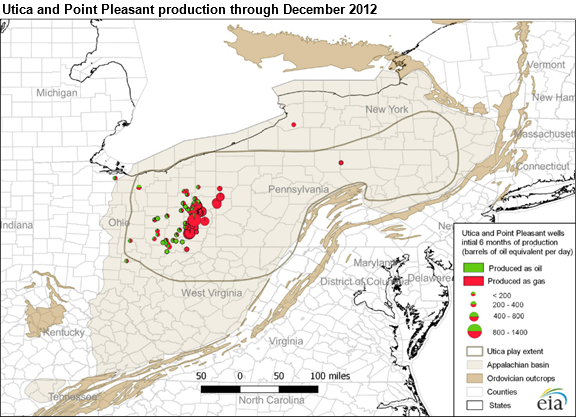 Utica and Point Pleasant production through December 2012
Michigan
Vermont
New Ham
New York
Massachusetts
Connecticut
Pennsylvania
Indiana
Ohio
New
Maryland
District of Columbia
Delaware
West Virginia
Kentucky
Virginia
Tennessee
North Carolina
50 0 50 100 miles
Utica and Point Pleasant wells
intial 6 months of production
(barrels of oil equivalent per day)
Produced as oil
Produced as gas
< 200
200 - 400
400 - 800
800 - 1400
Utica play extent
Appalachian basin
Ordovician outcrops
Counties
States
eia